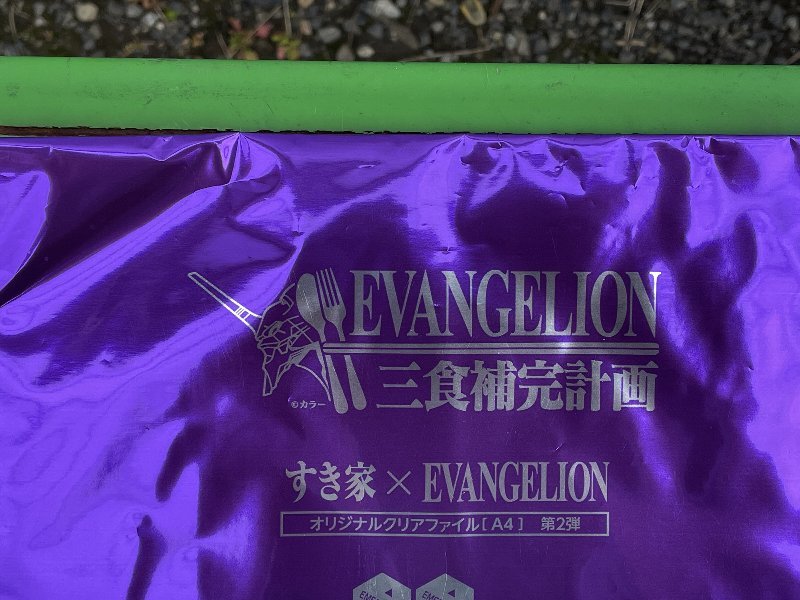 EVANGELION
三食補完計画
©カラー
すき家 × EVANGELION
オリジナルクリアファイル[A4] 第2弾